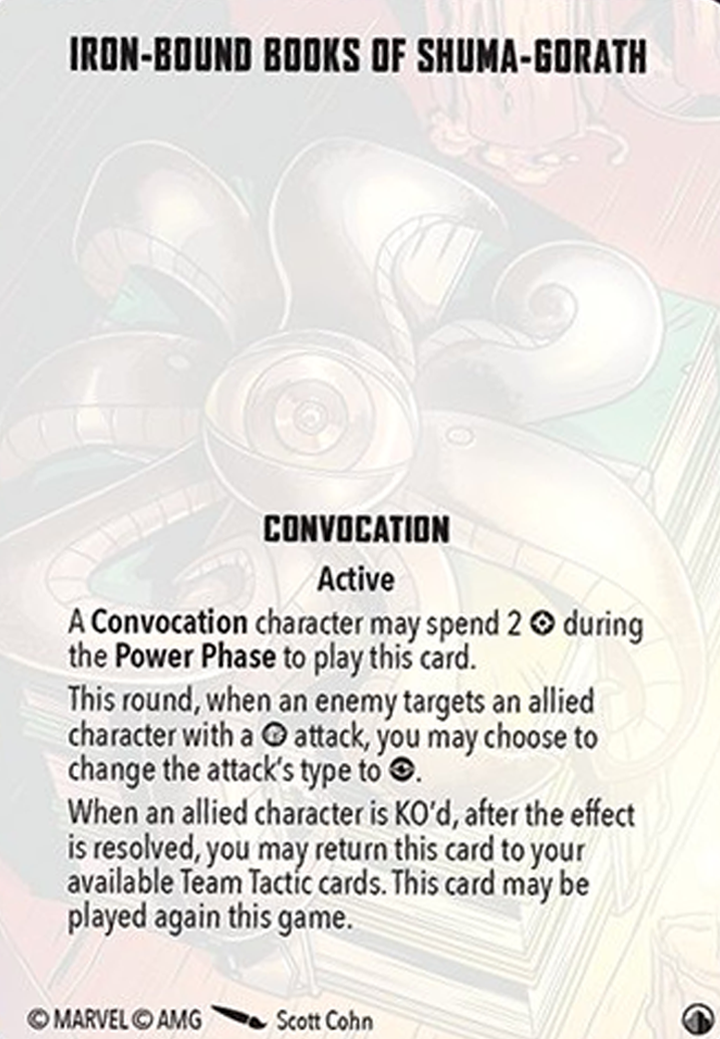 IRON-BOUND BOOKS OF SHUMA-GORATH
CONVOCATION
Active
A Convocation character may spend 2 during
the Power Phase to play this card.
This round, when an enemy targets an allied
character with a attack, you may choose to
change the attack's type to .
When an allied character is KO'd, after the effect
is resolved, you may return this card to your
available Team Tactic cards. This card may be
played again this game.
© MARVEL © AMG Scott Cohn